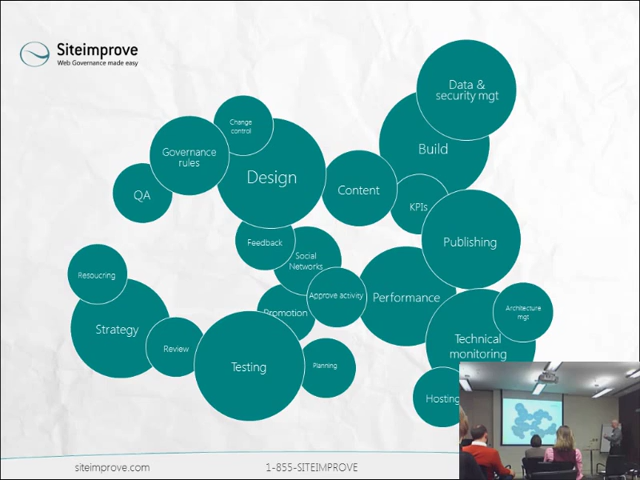 Siteimprove
Web Governance made easy
Data &
security mgt
Change
control
Governance
rules
Build
Design
QA
Content
KPIs
Feedback
Publishing
Social
Networks
Resoucring
Approve activity
Performance
Promotion
Architecture
mgt
Strategy
Technical
monitoring
Review
Testing
Planning
Hosting
siteimprove.com
1-855-SITEIMPROVE